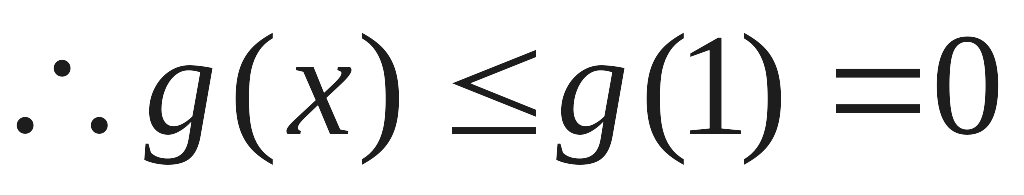 ∴g(x) ≤g(1) =0